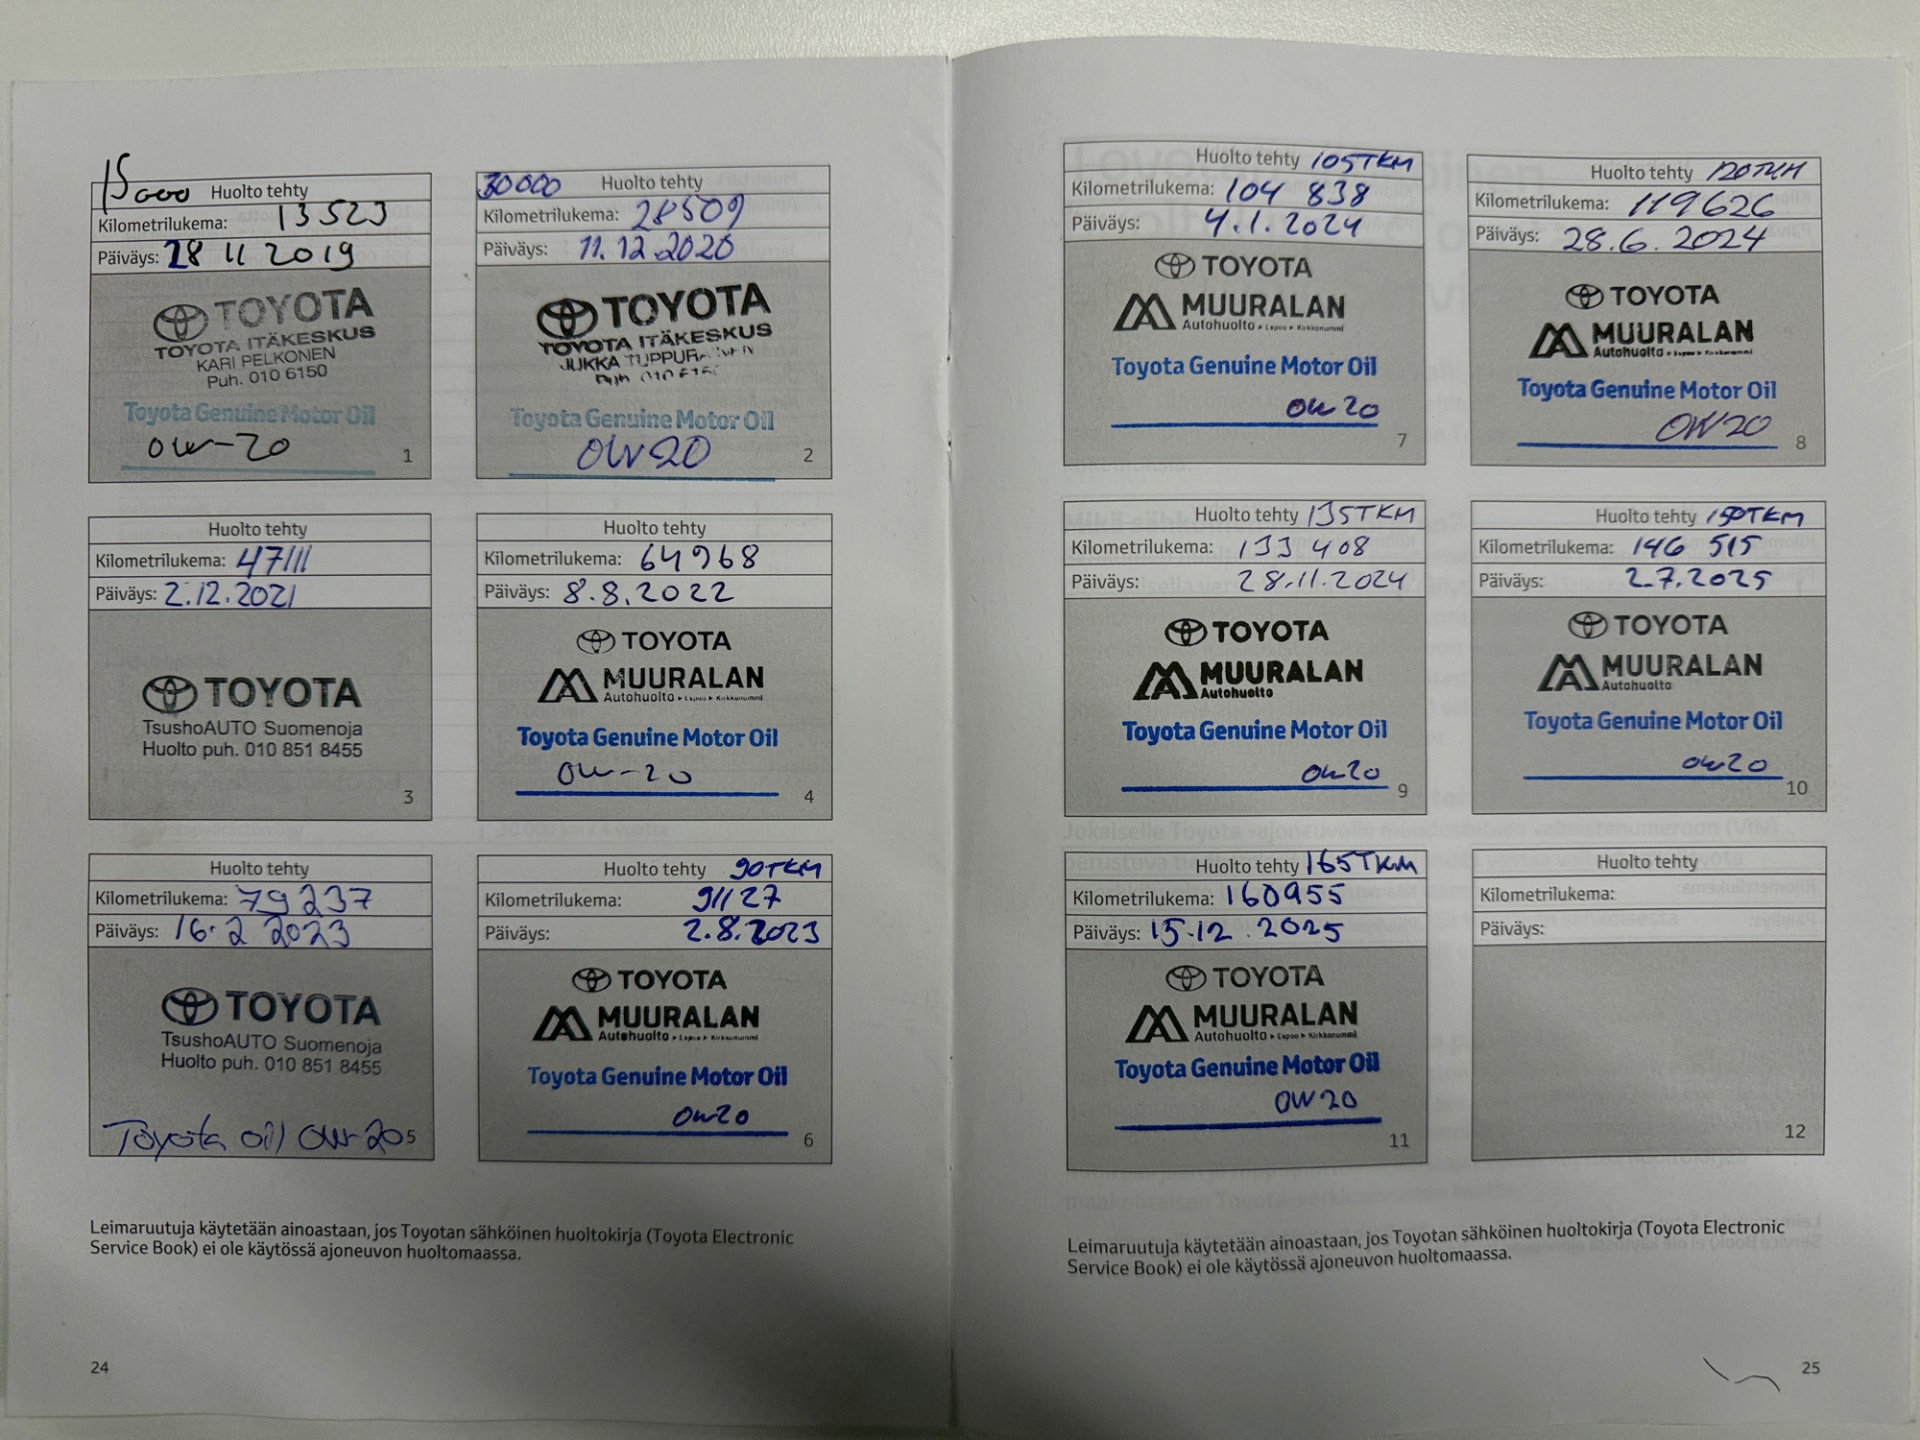 15000 Huolto tehty
Kilometrilukema: 13523
Päiväys: 28 11 2019
TOYOTA
TOYOTA ITÄKESKUS
KARI PELKONEN
Puh. 010 6150
Toyota Genuine Motor Oil
0W-20
1
30000 Huolto tehty
Kilometrilukema: 28509
Päiväys: 11.12.2020
TOYOTA
TOYOTA ITÄKESKUS
JUKKA
Toyota Genuine Motor Oil
0W20
2
Huolto tehty
Kilometrilukema: 47111
Päiväys: 2.12.2021
TOYOTA
TsushoAUTO Suomenoja
Huolto puh. 010 851 8455
3
Huolto tehty
Kilometrilukema: 64968
Päiväys: 8.8.2022
TOYOTA
MUURALAN
Autohuolto ▸ Espoo ▸ Kirkkonummi
Toyota Genuine Motor Oil
0W-20
4
Huolto tehty
Kilometrilukema: 79237
Päiväys: 16.2 2023
TOYOTA
TsushoAUTO Suomenoja
Huolto puh. 010 851 8455
Toyota oil 0W-20
5
Huolto tehty 90TKM
Kilometrilukema: 91127
Päiväys: 2.8.2023
TOYOTA
MUURALAN
Autohuolto ▸ Espoo ▸ Kirkkonummi
Toyota Genuine Motor Oil
0W20
6
Leimaruutuja käytetään ainoastaan, jos Toyotan sähköinen huoltokirja (Toyota Electronic
Service Book) ei ole käytössä ajoneuvon huoltomaassa.
24
Huolto tehty 105TKM
Kilometrilukema: 104 838
Päiväys: 4.1.2024
TOYOTA
MUURALAN
Autohuolto ▸ Espoo ▸ Kirkkonummi
Toyota Genuine Motor Oil
0W20
7
Huolto tehty 120TKM
Kilometrilukema: 119626
Päiväys: 28.6.2024
TOYOTA
MUURALAN
Autohuolto ▸ Espoo ▸ Kirkkonummi
Toyota Genuine Motor Oil
0W20
8
Huolto tehty 135TKM
Kilometrilukema: 133 408
Päiväys: 28.11.2024
TOYOTA
MUURALAN
Autohuolto
Toyota Genuine Motor Oil
0W20
9
Huolto tehty 150TKM
Kilometrilukema: 146 515
Päiväys: 2.7.2025
TOYOTA
MUURALAN
Autohuolto
Toyota Genuine Motor Oil
0W20
10
Huolto tehty 165TKM
Kilometrilukema: 160955
Päiväys: 15.12.2025
TOYOTA
MUURALAN
Autohuolto ▸ Espoo ▸ Kirkkonummi
Toyota Genuine Motor Oil
0W20
11
Huolto tehty
Kilometrilukema:
Päiväys:
12
Leimaruutuja käytetään ainoastaan, jos Toyotan sähköinen huoltokirja (Toyota Electronic
Service Book) ei ole käytössä ajoneuvon huoltomaassa.
25